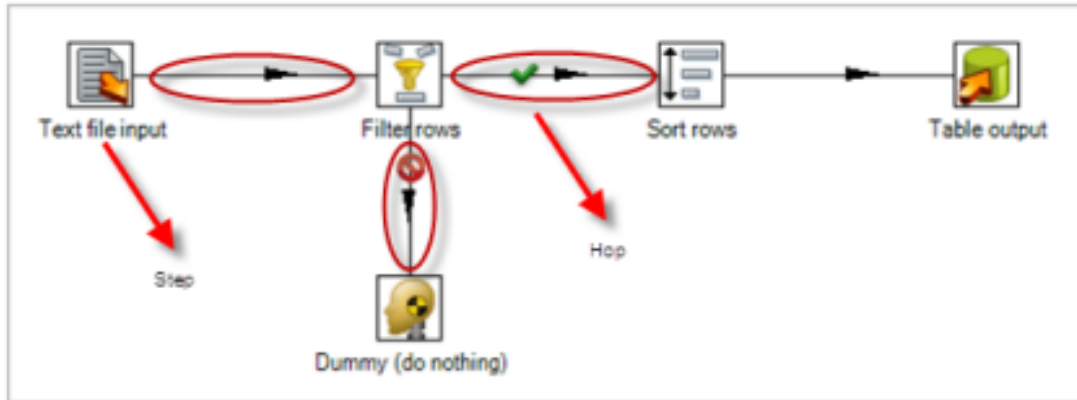 Text file input
Filter rows
Sort rows
Table output
Step
Hop
Dummy (do nothing)